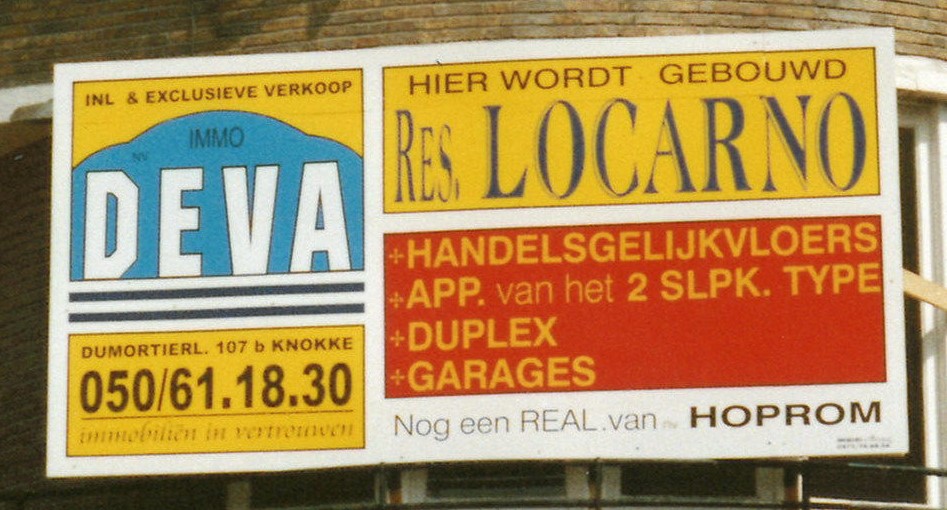 INL & EXCLUSIEVE VERKOOP
IMMO
NV
DEVA
DUMORTIERL. 107 b KNOKKE
050/61.18.30
immobiliën in vertrouwen
HIER WORDT GEBOUWD
RES. LOCARNO
+HANDELSGELIJKVLOERS
+APP. van het 2 SLPK. TYPE
+DUPLEX
+GARAGES
Nog een REAL.van nv HOPROM